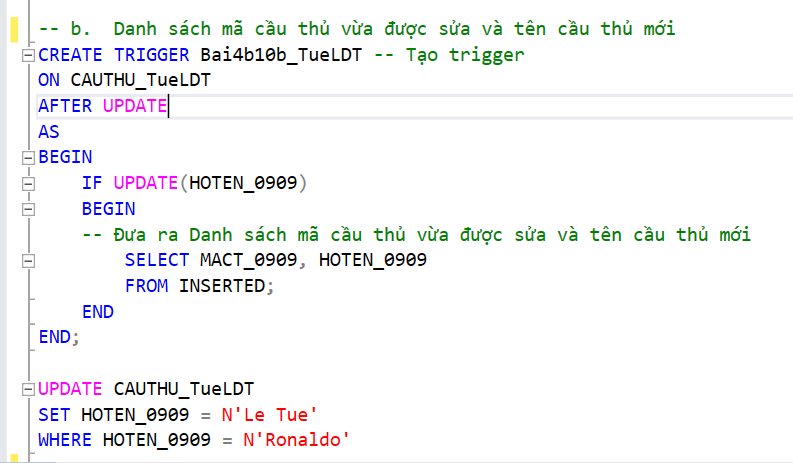 -- b.  Danh sách mã cầu thủ vừa được sửa và tên cầu thủ mới
CREATE TRIGGER Bai4b10b_TueLDT -- Tạo trigger
ON CAUTHU_TueLDT
AFTER UPDATE
AS
BEGIN
    IF UPDATE(HOTEN_0909)
    BEGIN
    -- Đưa ra Danh sách mã cầu thủ vừa được sửa và tên cầu thủ mới
        SELECT MACT_0909, HOTEN_0909
        FROM INSERTED;
    END
END;
UPDATE CAUTHU_TueLDT
SET HOTEN_0909 = N'Le Tue'
WHERE HOTEN_0909 = N'Ronaldo'